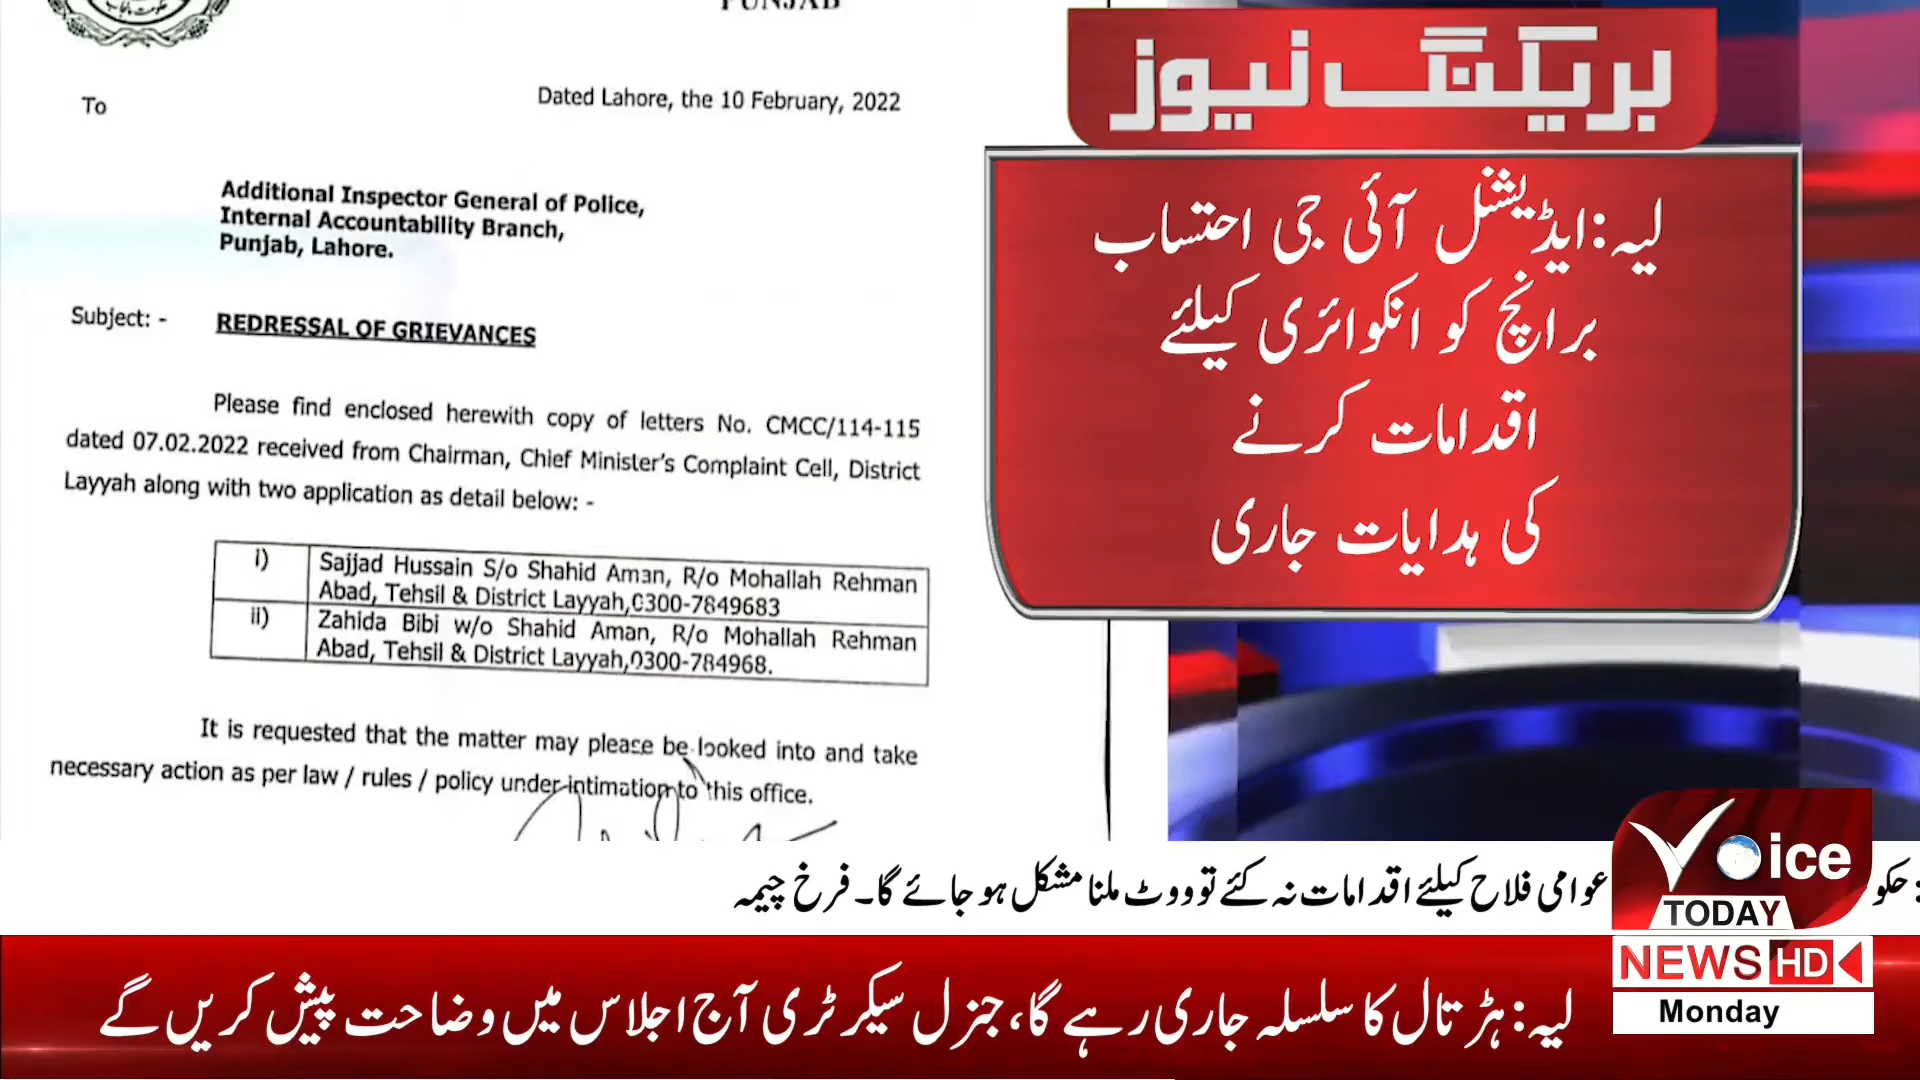 PUNJAB
Dated Lahore, the 10 February, 2022
To
Additional Inspector General of Police,
Internal Accountability Branch,
Punjab, Lahore.
Subject: - REDRESSAL OF GRIEVANCES
Please find enclosed herewith copy of letters No. CMCC/114-115
dated 07.02.2022 received from Chairman, Chief Minister's Complaint Cell, District
Layyah along with two application as detail below: -
i) Sajjad Hussain S/o Shahid Aman, R/o Mohallah Rehman
Abad, Tehsil & District Layyah,0300-7849683
ii) Zahida Bibi w/o Shahid Aman, R/o Mohallah Rehman
Abad, Tehsil & District Layyah,0300-784968.
It is requested that the matter may please be looked into and take
necessary action as per law / rules / policy under intimation to this office.
بریکنگ نیوز
لیہ:ایڈیشنل آئی جی احتساب
برانچ کو انکوائری کیلئے
اقدامات کرنے
کی ہدایات جاری
عوامی فلاح کیلئے اقدامات نہ کئے تو ووٹ ملنا مشکل ہو جائے گا۔ فرخ چیمہ
لیہ: ہڑتال کا سلسلہ جاری رہے گا، جنرل سیکرٹری آج اجلاس میں وضاحت پیش کریں گے
Voice
TODAY
NEWS HD
Monday